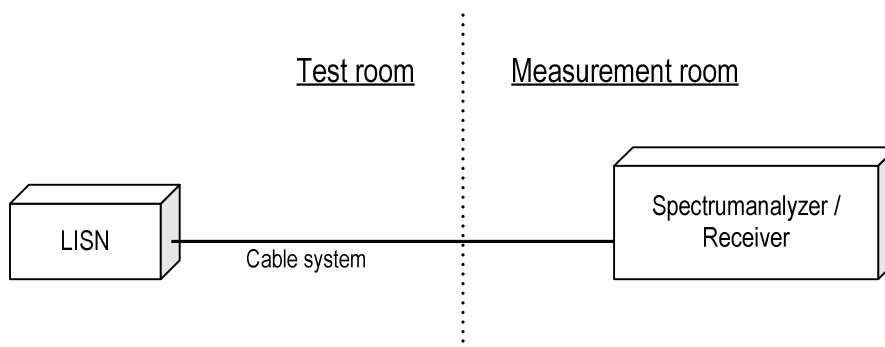 Test room
Measurement room
LISN
Cable system
Spectrumanalyzer /
Receiver